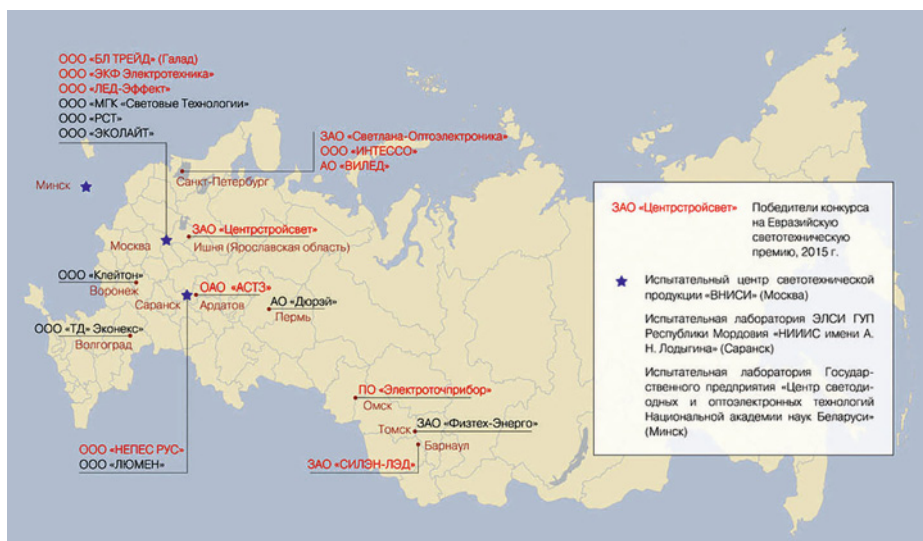 ООО «БЛ ТРЕЙД» (Галад)
ООО «ЭКФ Электротехника»
ООО «ЛЕД-Эффект»
ООО «МГК «Световые Технологии»
ООО «РСТ»
ООО «ЭКОЛАЙТ»
ЗАО «Светлана-Оптоэлектроника»
ООО «ИНТЕССО»
АО «ВИЛЕД»
Санкт-Петербург
Минск
ЗАО «Центрстройсвет»
Ишня (Ярославская область)
Москва
ООО «Клейтон»
Воронеж
ОАО «АСТЗ»
Саранск
Ардатов
АО «Дюрэй»
Пермь
ООО «ТД» Эконекс»
Волгоград
ПО «Электроточприбор»
Омск
Томск
ЗАО «Физтех-Энерго»
Барнаул
ООО «НЕПЕС РУС»
ООО «ЛЮМЕН»
ЗАО «СИЛЭН-ЛЭД»
ЗАО «Центрстройсвет»
Победители конкурса
на Евразийскую
светотехническую
премию, 2015 г.
Испытательный центр светотехнической
продукции «ВНИСИ» (Москва)
Испытательная лаборатория ЭЛСИ ГУП
Республики Мордовия «НИИИС имени А.
Н. Лодыгина» (Саранск)
Испытательная лаборатория Государ-
ственного предприятия «Центр светоди-
одных и оптоэлектронных технологий
Национальной академии наук Беларуси»
(Минск)